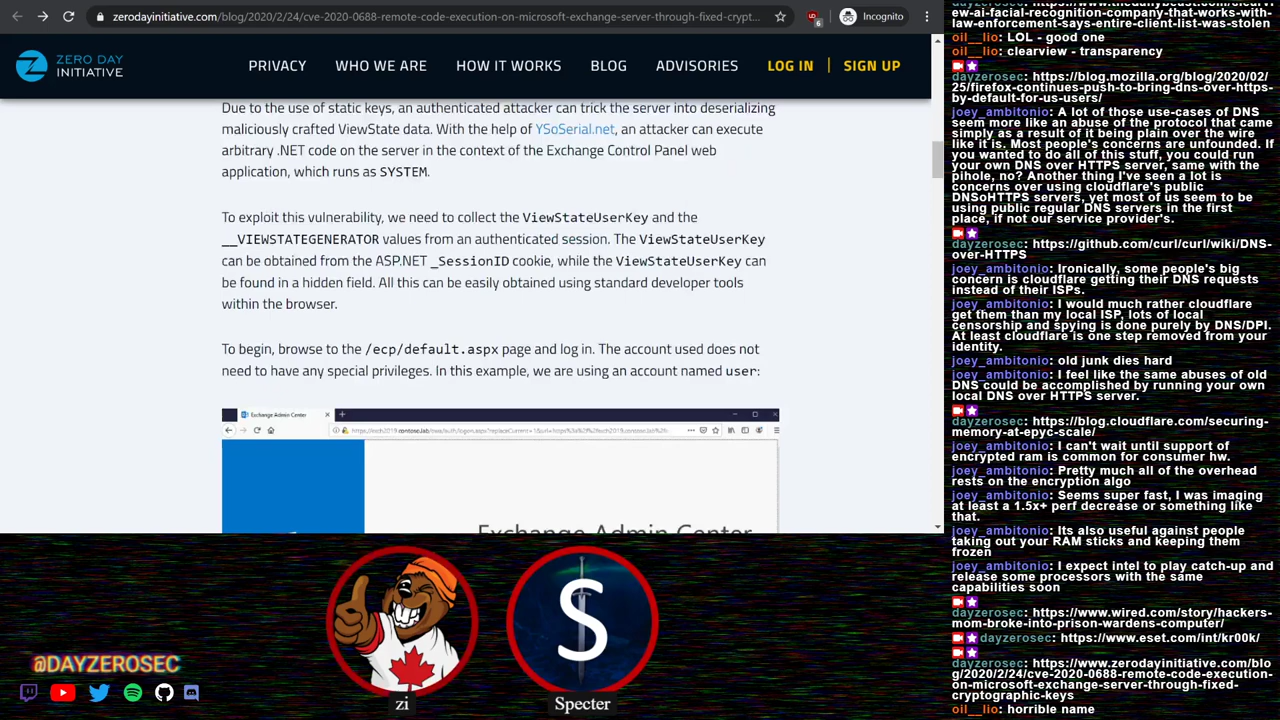 zerodayinitiative.com/blog/2020/2/24/cve-2020-0688-remote-code-execution-on-microsoft-exchange-server-through-fixed-crypt...
6
Incognito
ZERO DAY
INITIATIVE
PRIVACY
WHO WE ARE
HOW IT WORKS
BLOG
ADVISORIES
LOG IN
SIGN UP
Due to the use of static keys, an authenticated attacker can trick the server into deserializing
maliciously crafted ViewState data. With the help of YSoSerial.net, an attacker can execute
arbitrary .NET code on the server in the context of the Exchange Control Panel web
application, which runs as SYSTEM.
To exploit this vulnerability, we need to collect the ViewStateUserKey and the
__VIEWSTATEGENERATOR values from an authenticated session. The ViewStateUserKey
can be obtained from the ASP.NET _SessionID cookie, while the ViewStateUserKey can
be found in a hidden field. All this can be easily obtained using standard developer tools
within the browser.
To begin, browse to the /ecp/default.aspx page and log in. The account used does not
need to have any special privileges. In this example, we are using an account named user:
Exchange Admin Center
Exchange Admin Center
@DAYZEROSEC
zi
S
Specter
ew-ai-facial-recognition-company-that-works-with-
law-enforcement-says-entire-client-list-was-stolen
oil__lio: LOL - good one
oil__lio: clearview - transparency
dayzerosec: https://blog.mozilla.org/blog/2020/02/
25/firefox-continues-push-to-bring-dns-over-https-
by-default-for-us-users/
joey_ambitonio: A lot of those use-cases of DNS
seem more like an abuse of the protocol that came
simply as a result of it being plain over the wire
like it is. Most people's concerns are unfounded. If
you wanted to do all of this stuff, you could run
your own DNS over HTTPS server, same with the
pihole, no? Another thing I've seen a lot is
concerns over using cloudflare's public
DNSoHTTPS servers, yet most of us seem to be
using public regular DNS servers in the first
place, if not our service provider's.
dayzerosec: https://github.com/curl/curl/wiki/DNS-
over-HTTPS
joey_ambitonio: Ironically, some people's big
concern is cloudflare getting their DNS requests
instead of their ISPs.
joey_ambitonio: I would much rather cloudflare
get them than my local ISP, lots of local
censorship and spying is done purely by DNS/DPI.
At least cloudflare is one step removed from your
identity.
joey_ambitonio: old junk dies hard
joey_ambitonio: I feel like the same abuses of old
DNS could be accomplished by running your own
local DNS over HTTPS server.
dayzerosec: https://blog.cloudflare.com/securing-
memory-at-epyc-scale/
joey_ambitonio: I can't wait until support of
encrypted ram is common for consumer hw.
joey_ambitonio: Pretty much all of the overhead
rests on the encryption algo
joey_ambitonio: Seems super fast, I was imaging
at least a 1.5x+ perf decrease or something like
that.
joey_ambitonio: Its also useful against people
taking out your RAM sticks and keeping them
frozen
joey_ambitonio: I expect intel to play catch-up and
release some processors with the same
capabilities soon
dayzerosec: https://www.wired.com/story/hackers-
mom-broke-into-prison-wardens-computer/
dayzerosec: https://www.eset.com/int/kr00k/
dayzerosec: https://www.zerodayinitiative.com/blo
g/2020/2/24/cve-2020-0688-remote-code-execution-
on-microsoft-exchange-server-through-fixed-
cryptographic-keys
oil__lio: horrible name